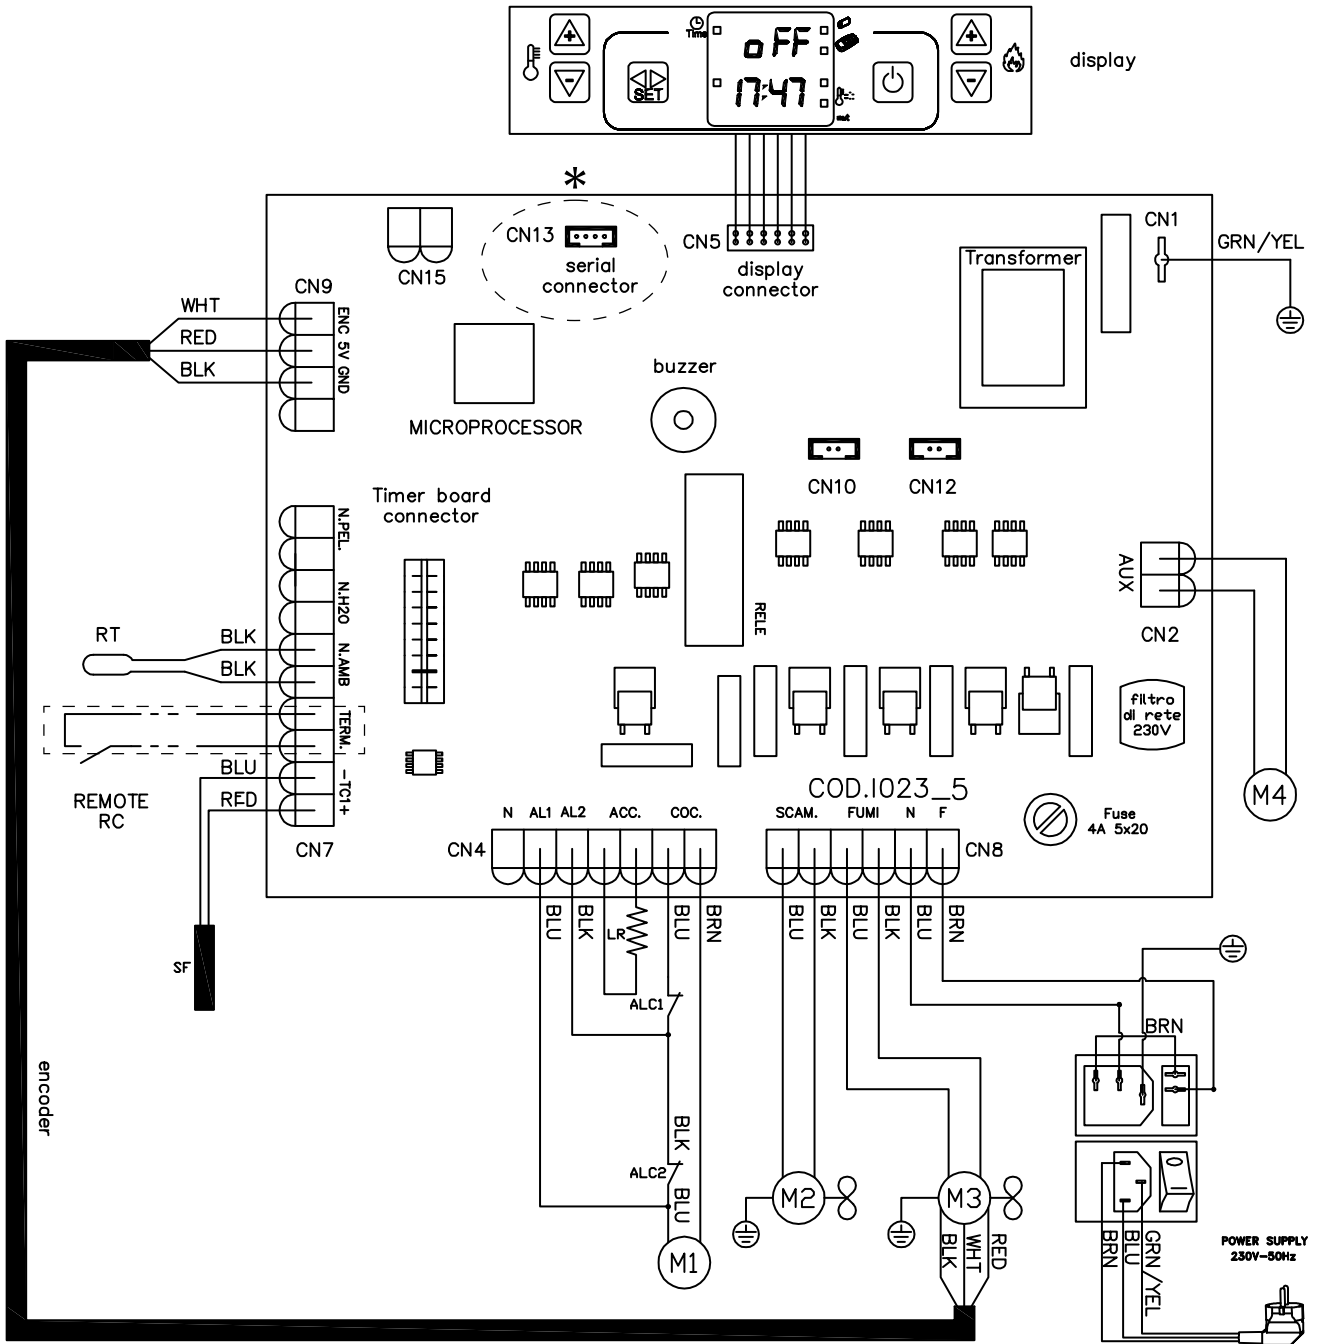 Time
oFF
17:47
SET
set
display
*
CN13
serial
connector
CN15
CN5
display
connector
CN1
GRN/YEL
Transformer
CN9
WHT
RED
BLK
ENC 5V GND
MICROPROCESSOR
buzzer
CN10
CN12
Timer board
connector
N.PEL.
N.H2O
N.AMB
TERM.
-TC1+
RELE
AUX
CN2
RT
BLK
BLK
REMOTE
RC
BLU
RED
CN7
SF
filtro
di rete
230V
M4
COD.I023_5
Fuse
4A 5x20
CN4
N AL1 AL2 ACC. COC.
SCAM. FUMI N F
CN8
BLU
BLK
LR
BLU
BRN
BLU
BLK
BLU
BLK
BLU
BRN
ALC1
BLK
ALC2
BLU
M1
M2
M3
BLK
WHT
RED
encoder
BRN
BRN
BLU
GRN/YEL
POWER SUPPLY
230V-50Hz